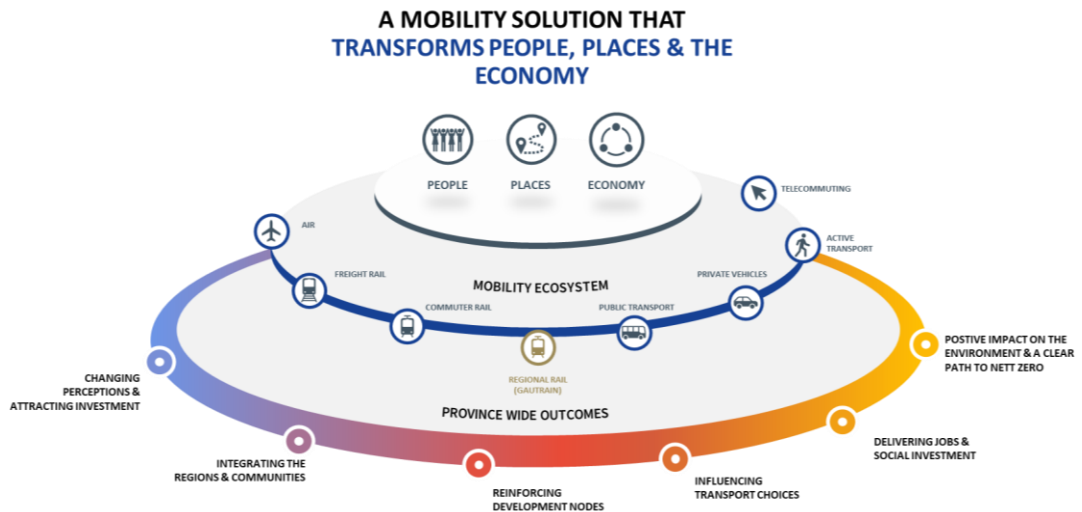 A MOBILITY SOLUTION THAT
TRANSFORMS PEOPLE, PLACES & THE
ECONOMY
PEOPLE
PLACES
ECONOMY
TELECOMMUTING
AIR
ACTIVE
TRANSPORT
FREIGHT RAIL
PRIVATE VEHICLES
MOBILITY ECOSYSTEM
COMMUTER RAIL
PUBLIC TRANSPORT
REGIONAL RAIL
(GAUTRAIN)
PROVINCE WIDE OUTCOMES
CHANGING
PERCEPTIONS &
ATTRACTING INVESTMENT
INTEGRATING THE
REGIONS & COMMUNITIES
REINFORCING
DEVELOPMENT NODES
INFLUENCING
TRANSPORT CHOICES
DELIVERING JOBS &
SOCIAL INVESTMENT
POSTIVE IMPACT ON THE
ENVIRONMENT & A CLEAR
PATH TO NETT ZERO